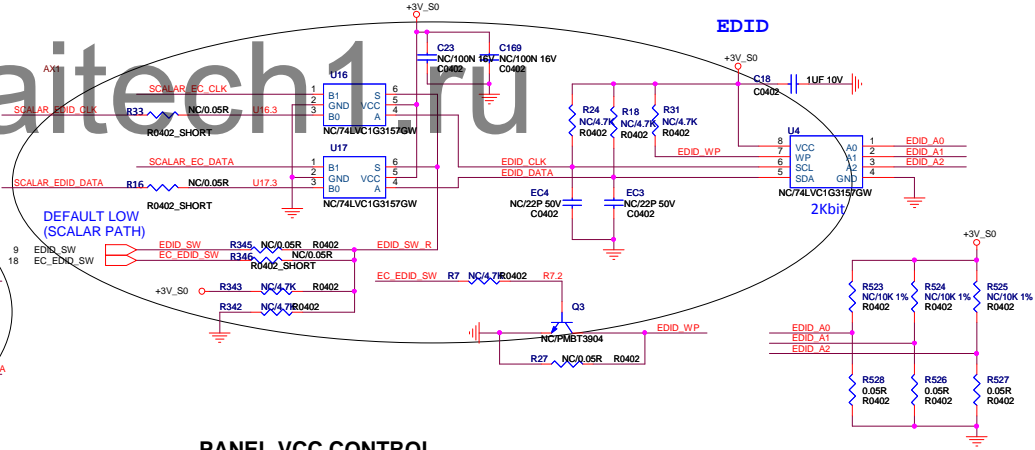 EDID
+3V_S0
C23
NC/100N 16V
C0402
C169
NC/100N 16V
C0402
+3V_S0
C18
C0402
1UF 10V
aitech1.ru
AX1
SCALAR_EC_CLK
SCALAR_EDID_CLK
R33
NC/0.05R
R0402_SHORT
U16.3
U16
1
2
3
B1
GND
B0
S
VCC
A
6
5
4
NC/74LVC1G3157GW
SCALAR_EC_DATA
SCALAR_EDID_DATA
R16
NC/0.05R
R0402_SHORT
U17.3
U17
1
2
3
B1
GND
B0
S
VCC
A
6
5
4
NC/74LVC1G3157GW
R24
NC/4.7K
R0402
R18
NC/4.7K
R0402
R31
NC/4.7K
R0402
EDID_WP
EDID_CLK
EDID_DATA
EC4
NC/22P 50V
C0402
EC3
NC/22P 50V
C0402
U4
8
7
6
5
VCC
WP
SCL
SDA
A0
A1
A2
GND
1
2
3
4
EDID_A0
EDID_A1
EDID_A2
NC/74LVC1G3157GW
2Kbit
DEFAULT LOW
(SCALAR PATH)
9 EDID_SW
18 EC_EDID_SW
EDID_SW
EC_EDID_SW
R345
NC/0.05R
R0402
R346
NC/0.05R
R0402_SHORT
EDID_SW_R
+3V_S0
R343
NC/4.7K
R0402
R342
NC/4.7K
R0402
EC_EDID_SW
R7
NC/4.7K
R0402
R7.2
Q3
NC/PMBT3904
EDID_WP
R27
NC/0.05R
R0402
+3V_S0
R523
NC/10K 1%
R0402
R524
NC/10K 1%
R0402
R525
NC/10K 1%
R0402
EDID_A0
EDID_A1
EDID_A2
R528
0.05R
R0402
R526
0.05R
R0402
R527
0.05R
R0402
A
PANEL VCC CONTROL